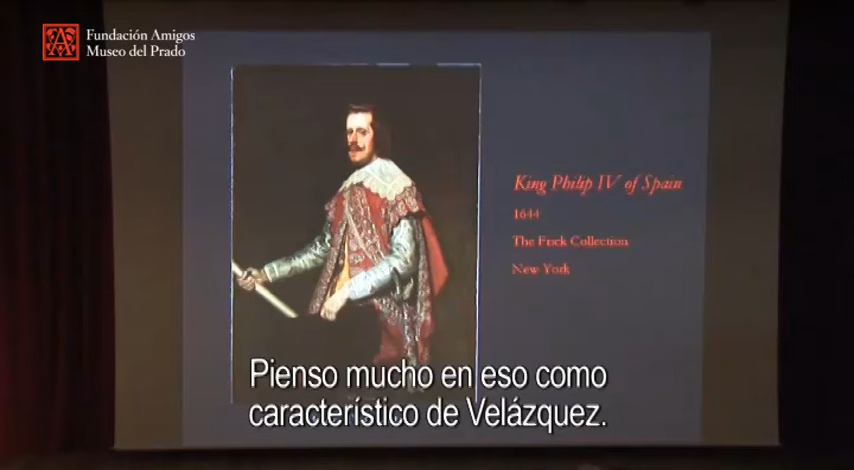 Fundación Amigos
Museo del Prado
King Philip IV of Spain
1644
The Frick Collection
New York
Pienso mucho en eso como
característico de Velázquez.